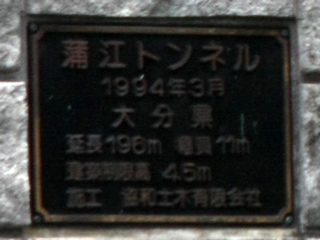 蒲江トンネル
1994年3月
大分県
延長196m 幅員11m
建築制限高 4.5m
施工 協和土木有限会社